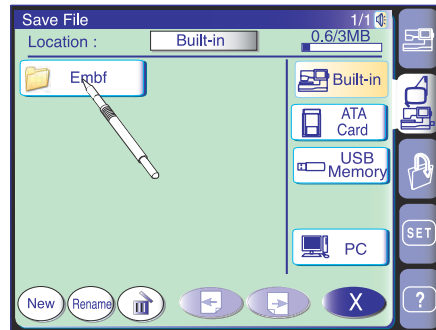 Save File
1/1
Location :
Built-in
0.6/3MB
Embf
Built-in
ATA
Card
USB
Memory
PC
SET
New
Rename
X
?